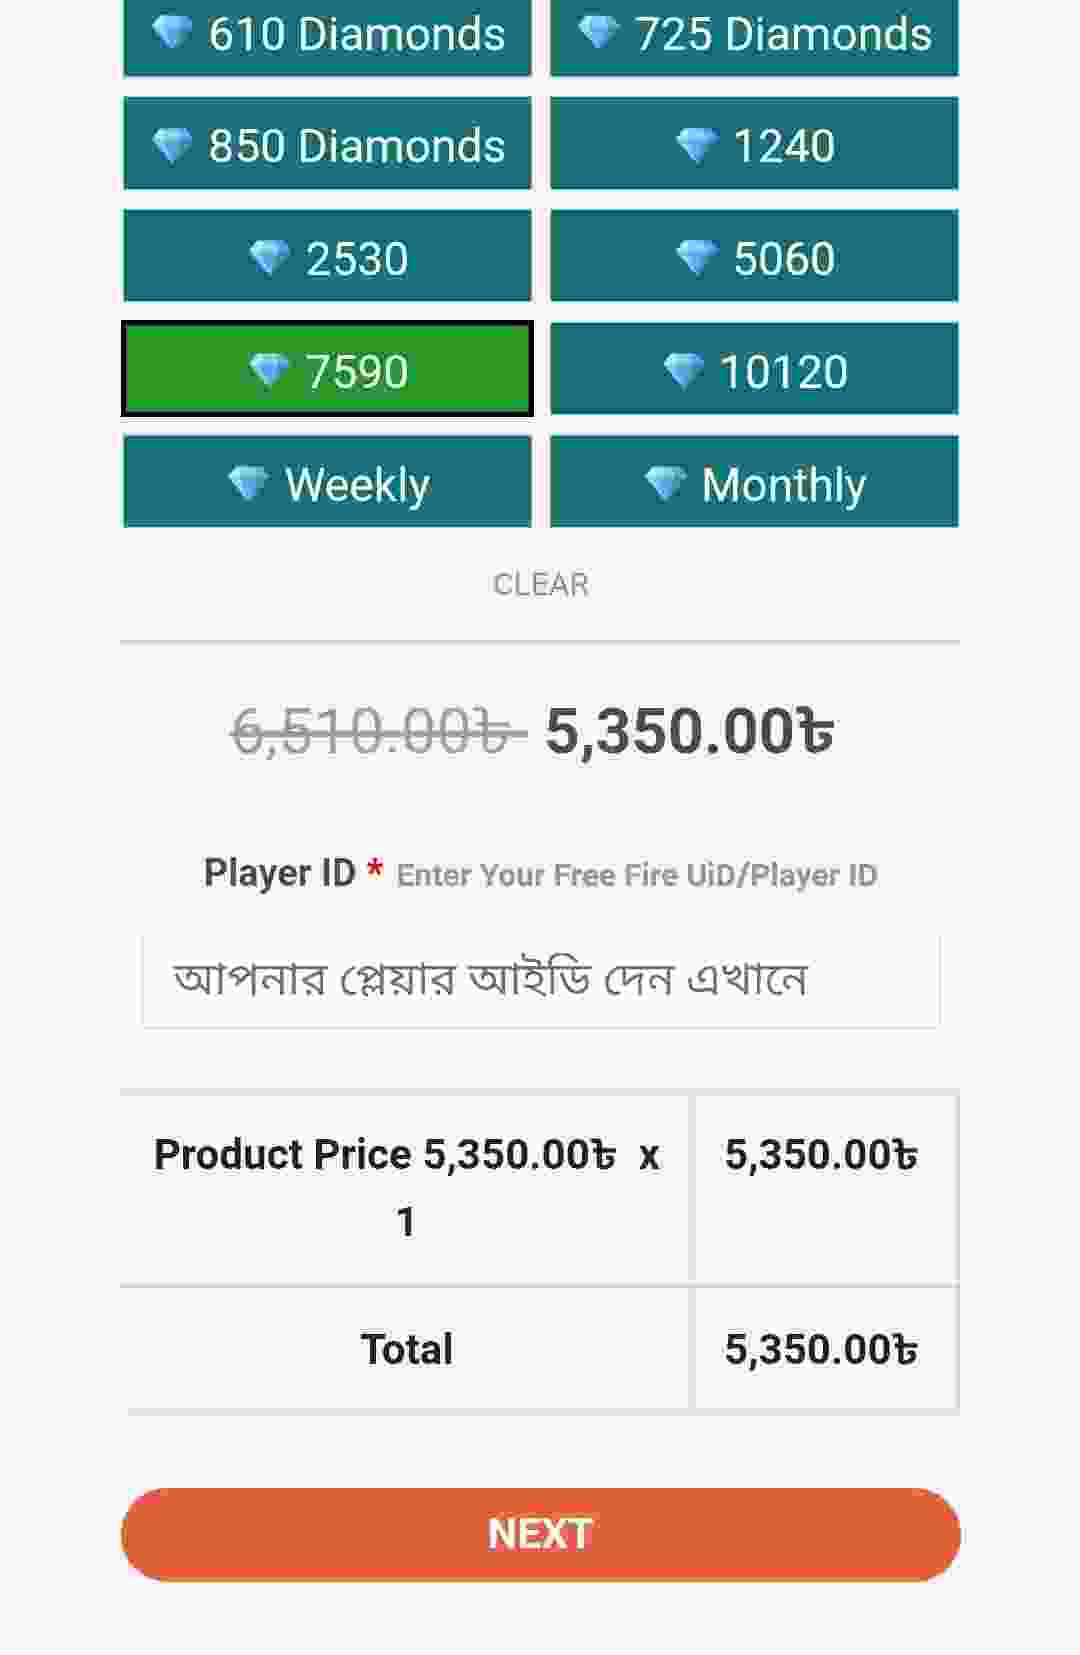 610 Diamonds
725 Diamonds
850 Diamonds
1240
2530
5060
7590
10120
Weekly
Monthly
CLEAR
6,510.00৳ 5,350.00৳
Player ID * Enter Your Free Fire UiD/Player ID
আপনার প্লেয়ার আইডি দেন এখানে
Product Price 5,350.00৳ x
1
5,350.00৳
Total
5,350.00৳
NEXT